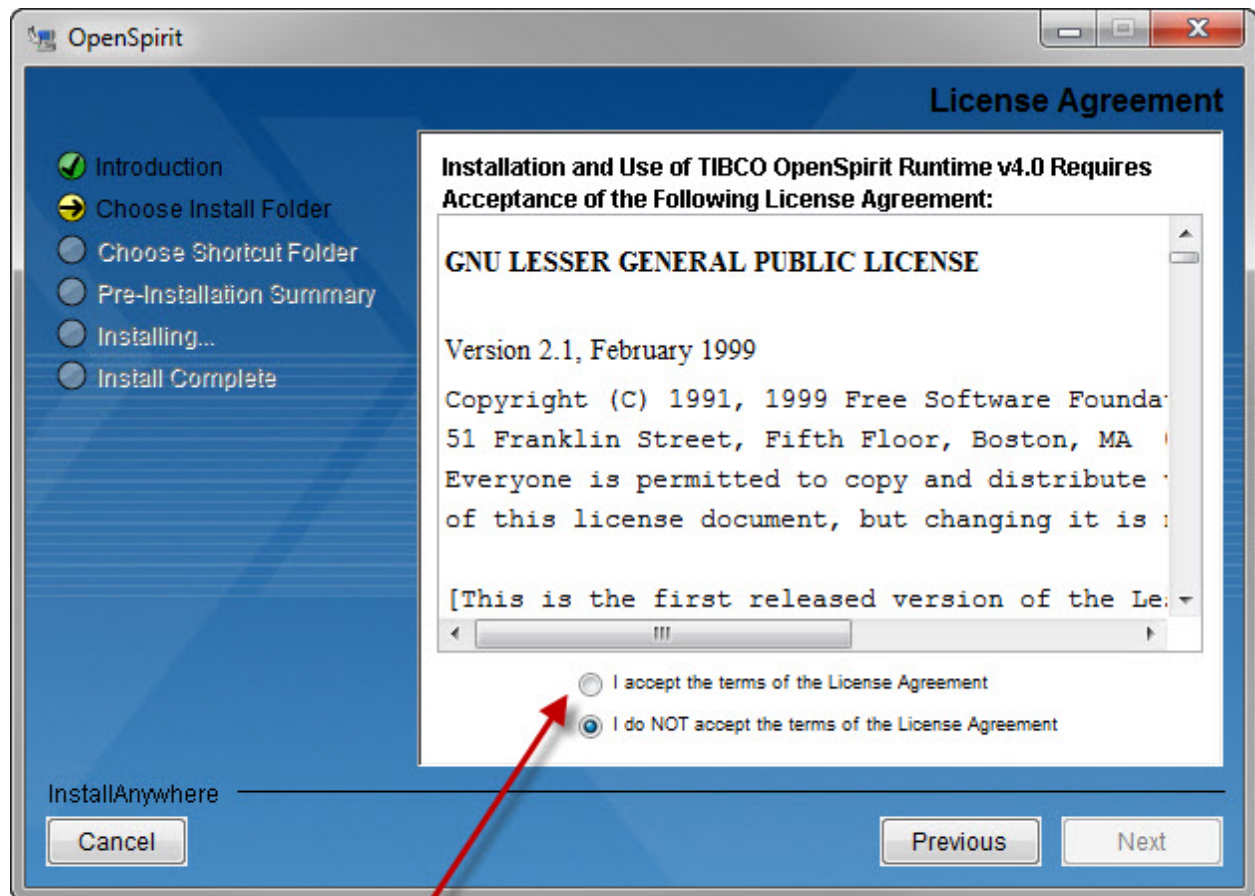 OpenSpirit
License Agreement
Introduction
Choose Install Folder
Choose Shortcut Folder
Pre-Installation Summary
Installing...
Install Complete
Installation and Use of TIBCO OpenSpirit Runtime v4.0 Requires
Acceptance of the Following License Agreement:
GNU LESSER GENERAL PUBLIC LICENSE
Version 2.1, February 1999
Copyright (C) 1991, 1999 Free Software
51 Franklin Street, Fifth Floor, Boston, MA
Everyone is permitted to copy and distribute
of this license document, but changing it is
[This is the first released version of the
I accept the terms of the License Agreement
I do NOT accept the terms of the License Agreement
InstallAnywhere
Cancel
Previous
Next